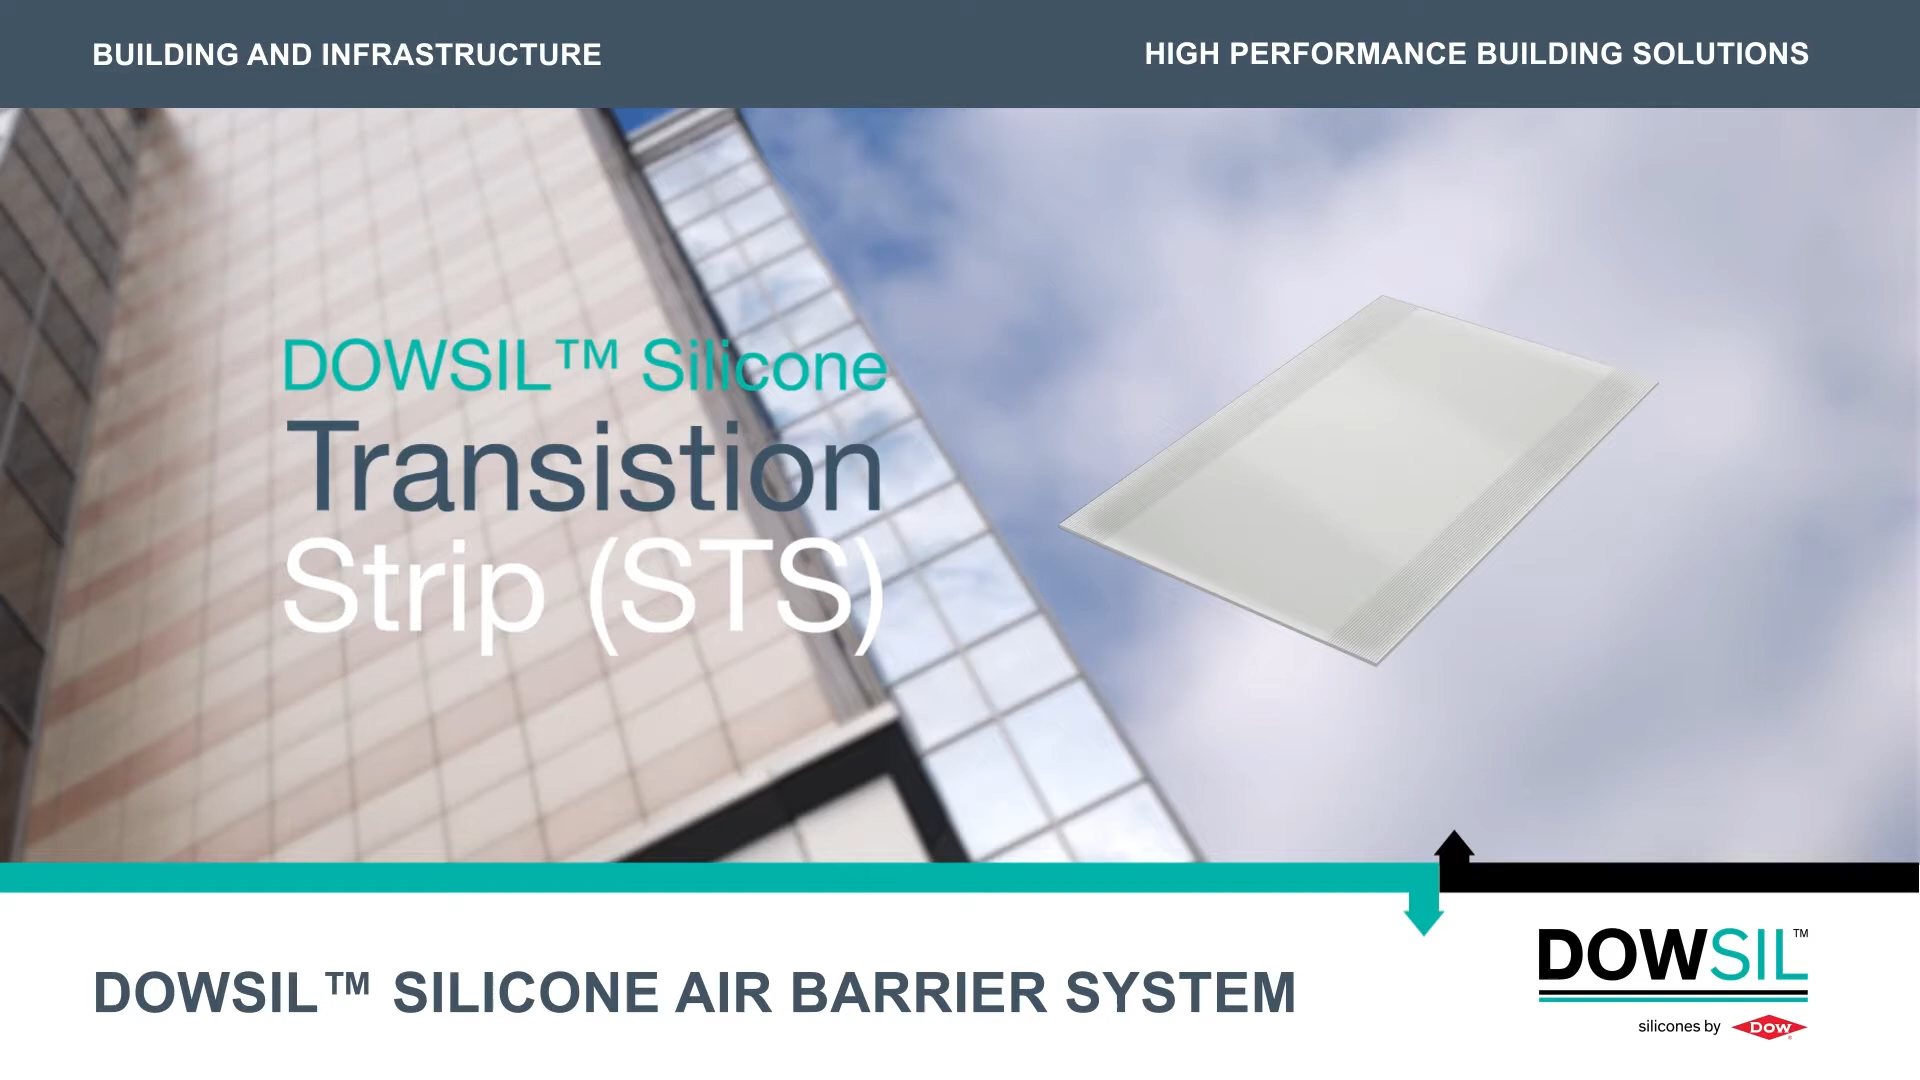 BUILDING AND INFRASTRUCTURE
HIGH PERFORMANCE BUILDING SOLUTIONS
DOWSIL™ Silicone
Transistion
Strip (STS)
DOWSIL™ SILICONE AIR BARRIER SYSTEM
DOWSIL™
silicones by Dow®